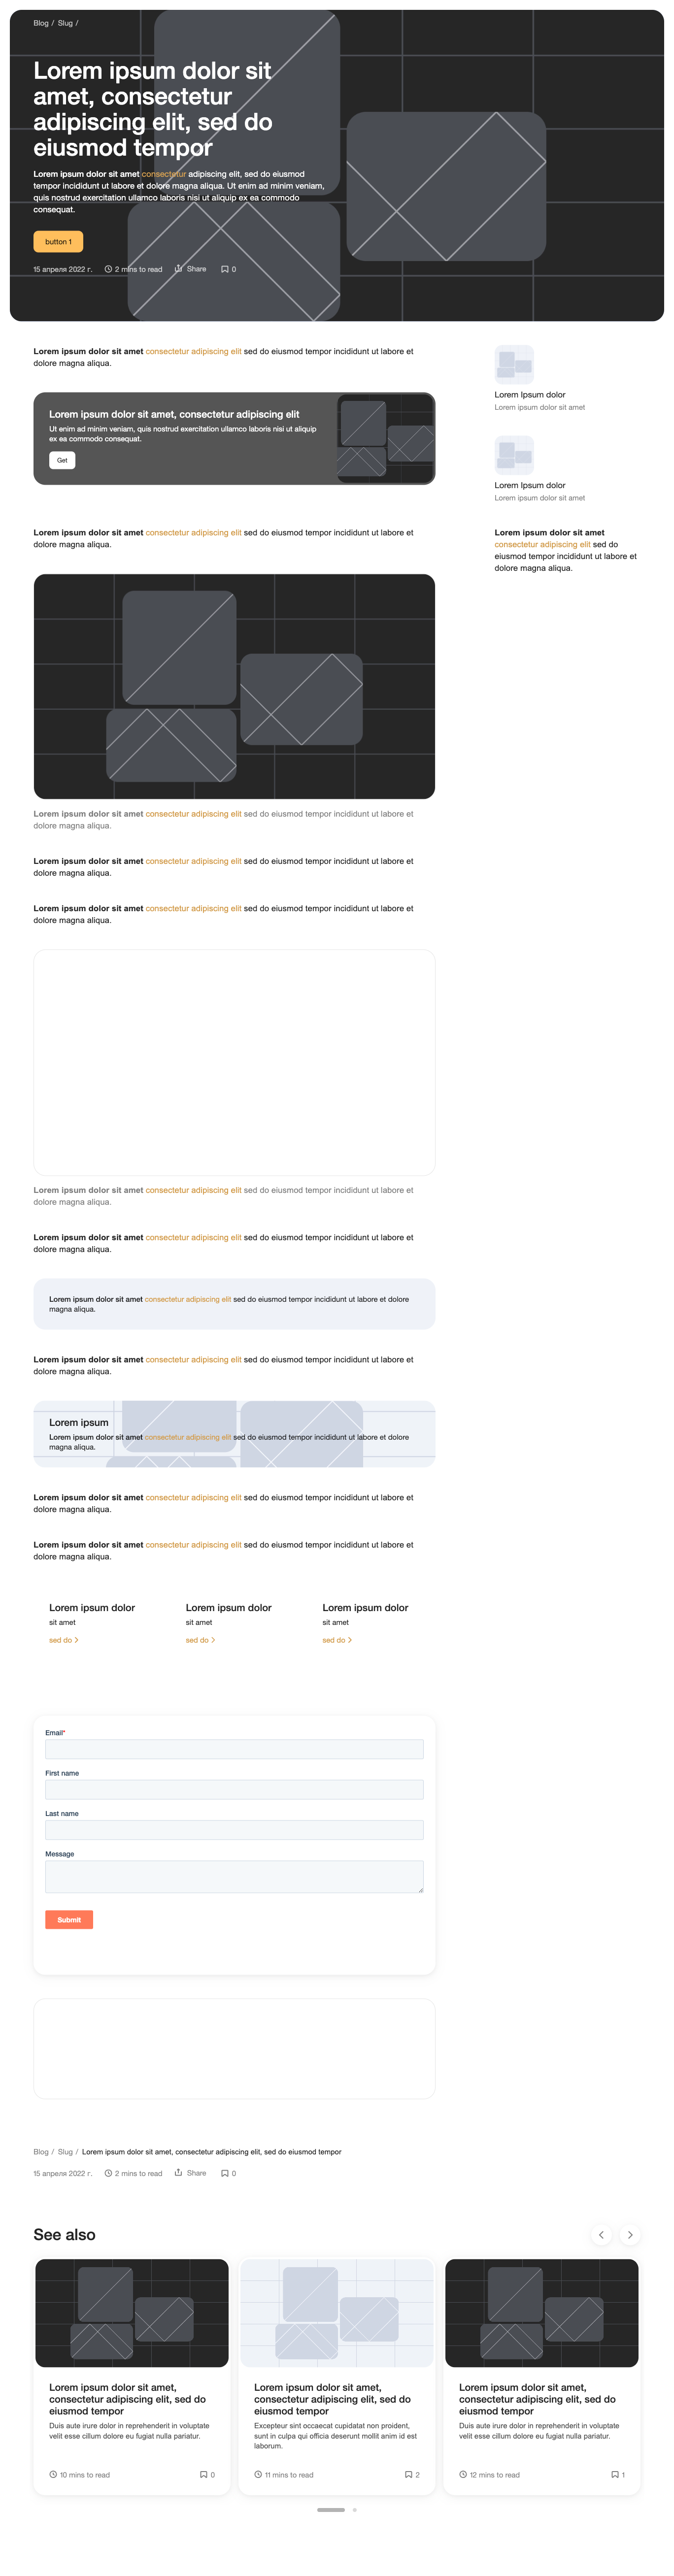 Blog / Slug /
Lorem ipsum dolor sit
amet, consectetur
adipiscing elit, sed do
eiusmod tempor
Lorem ipsum dolor sit amet consectetur adipiscing elit, sed do eiusmod
tempor incididunt ut labore et dolore magna aliqua. Ut enim ad minim veniam,
quis nostrud exercitation ullamco laboris nisi ut aliquip ex ea commodo
consequat.
button 1
15 апреля 2022 г. 2 mins to read Share 0
Lorem ipsum dolor sit amet consectetur adipiscing elit sed do eiusmod tempor incididunt ut labore et
dolore magna aliqua.
Lorem ipsum dolor sit amet, consectetur adipiscing elit
Ut enim ad minim veniam, quis nostrud exercitation ullamco laboris nisi ut aliquip
ex ea commodo consequat.
Get
Lorem ipsum dolor sit amet consectetur adipiscing elit sed do eiusmod tempor incididunt ut labore et
dolore magna aliqua.
Lorem ipsum dolor sit amet consectetur adipiscing elit sed do eiusmod tempor incididunt ut labore et
dolore magna aliqua.
Lorem ipsum dolor sit amet consectetur adipiscing elit sed do eiusmod tempor incididunt ut labore et
dolore magna aliqua.
Lorem ipsum dolor sit amet consectetur adipiscing elit sed do eiusmod tempor incididunt ut labore et
dolore magna aliqua.
Lorem ipsum dolor sit amet consectetur adipiscing elit sed do eiusmod tempor incididunt ut labore et
dolore magna aliqua.
Lorem ipsum dolor sit amet consectetur adipiscing elit sed do eiusmod tempor incididunt ut labore et
dolore magna aliqua.
Lorem ipsum dolor sit amet consectetur adipiscing elit sed do eiusmod tempor incididunt ut labore et dolore
magna aliqua.
Lorem ipsum dolor sit amet consectetur adipiscing elit sed do eiusmod tempor incididunt ut labore et
dolore magna aliqua.
Lorem ipsum
Lorem ipsum dolor sit amet consectetur adipiscing elit sed do eiusmod tempor incididunt ut labore et dolore
magna aliqua.
Lorem ipsum dolor sit amet consectetur adipiscing elit sed do eiusmod tempor incididunt ut labore et
dolore magna aliqua.
Lorem ipsum dolor sit amet consectetur adipiscing elit sed do eiusmod tempor incididunt ut labore et
dolore magna aliqua.
Lorem ipsum dolor
sit amet
sed do
Lorem ipsum dolor
sit amet
sed do
Lorem ipsum dolor
sit amet
sed do
Email*
First name
Last name
Message
Submit
Lorem Ipsum dolor
Lorem ipsum dolor sit amet
Lorem Ipsum dolor
Lorem ipsum dolor sit amet
Lorem ipsum dolor sit amet
consectetur adipiscing elit sed do
eiusmod tempor incididunt ut labore et
dolore magna aliqua.
Blog / Slug / Lorem ipsum dolor sit amet, consectetur adipiscing elit, sed do eiusmod tempor
15 апреля 2022 г. 2 mins to read Share 0
See also
Lorem ipsum dolor sit amet,
consectetur adipiscing elit, sed do
eiusmod tempor
Duis aute irure dolor in reprehenderit in voluptate
velit esse cillum dolore eu fugiat nulla pariatur.
10 mins to read 0
Lorem ipsum dolor sit amet,
consectetur adipiscing elit, sed do
eiusmod tempor
Excepteur sint occaecat cupidatat non proident,
sunt in culpa qui officia deserunt mollit anim id est
laborum.
11 mins to read 2
Lorem ipsum dolor sit amet,
consectetur adipiscing elit, sed do
eiusmod tempor
Duis aute irure dolor in reprehenderit in voluptate
velit esse cillum dolore eu fugiat nulla pariatur.
12 mins to read 1